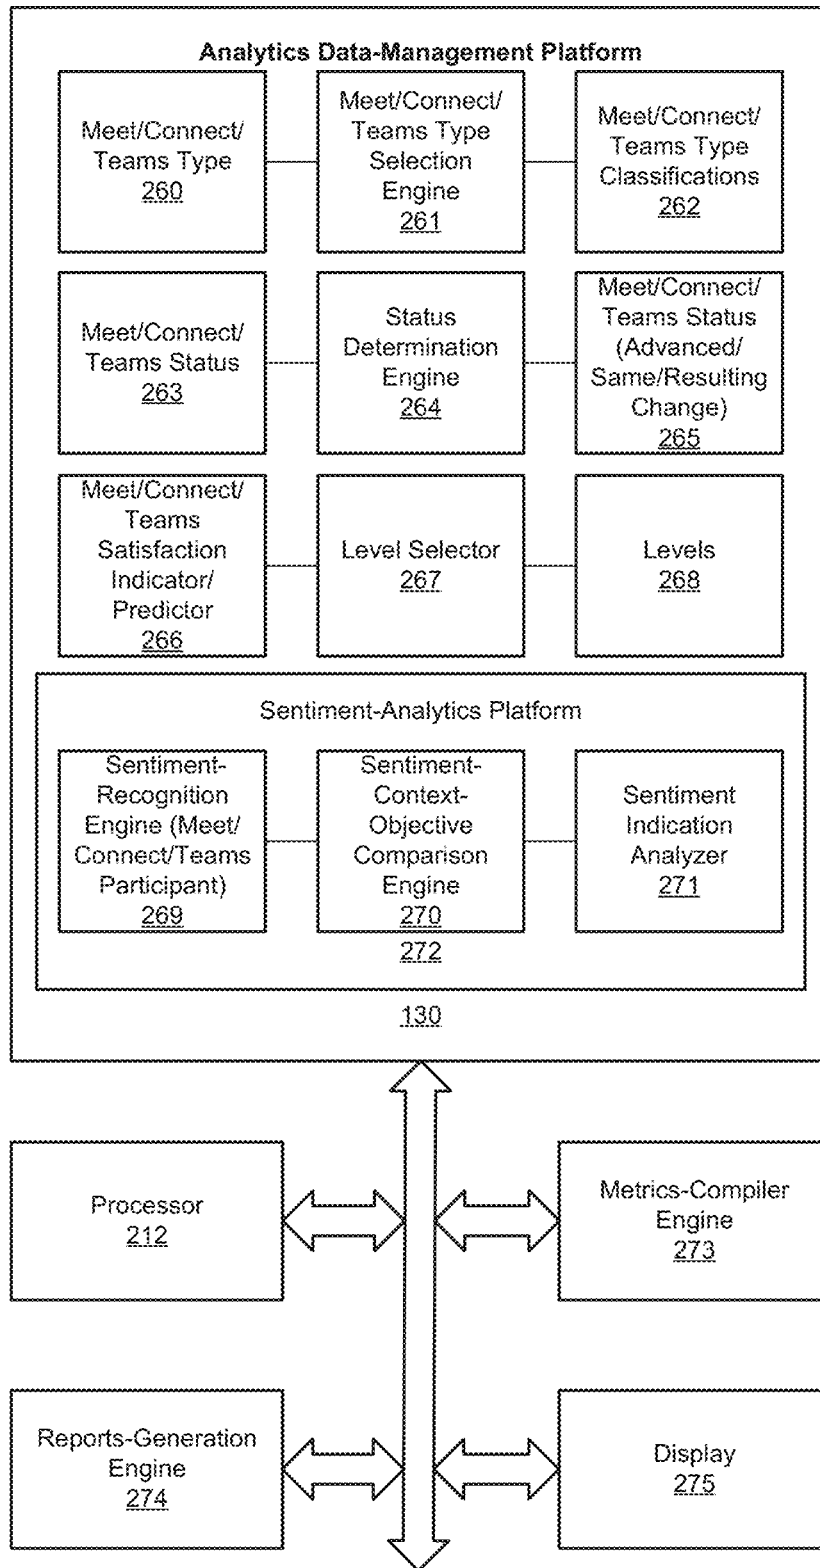 Analytics Data-Management Platform
Meet/Connect/
Teams Type
260
Meet/Connect/
Teams Type
Selection
Engine
261
Meet/Connect/
Teams Type
Classifications
262
Meet/Connect/
Teams Status
263
Status
Determination
Engine
264
Meet/Connect/
Teams Status
(Advanced/
Same/Resulting
Change)
265
Meet/Connect/
Teams
Satisfaction
Indicator/
Predictor
266
Level Selector
267
Levels
268
Sentiment-Analytics Platform
Sentiment-
Recognition
Engine (Meet/
Connect/Teams
Participant)
269
Sentiment-
Context-
Objective
Comparison
Engine
270
Sentiment
Indication
Analyzer
271
272
130
Processor
212
Metrics-Compiler
Engine
273
Reports-Generation
Engine
274
Display
275